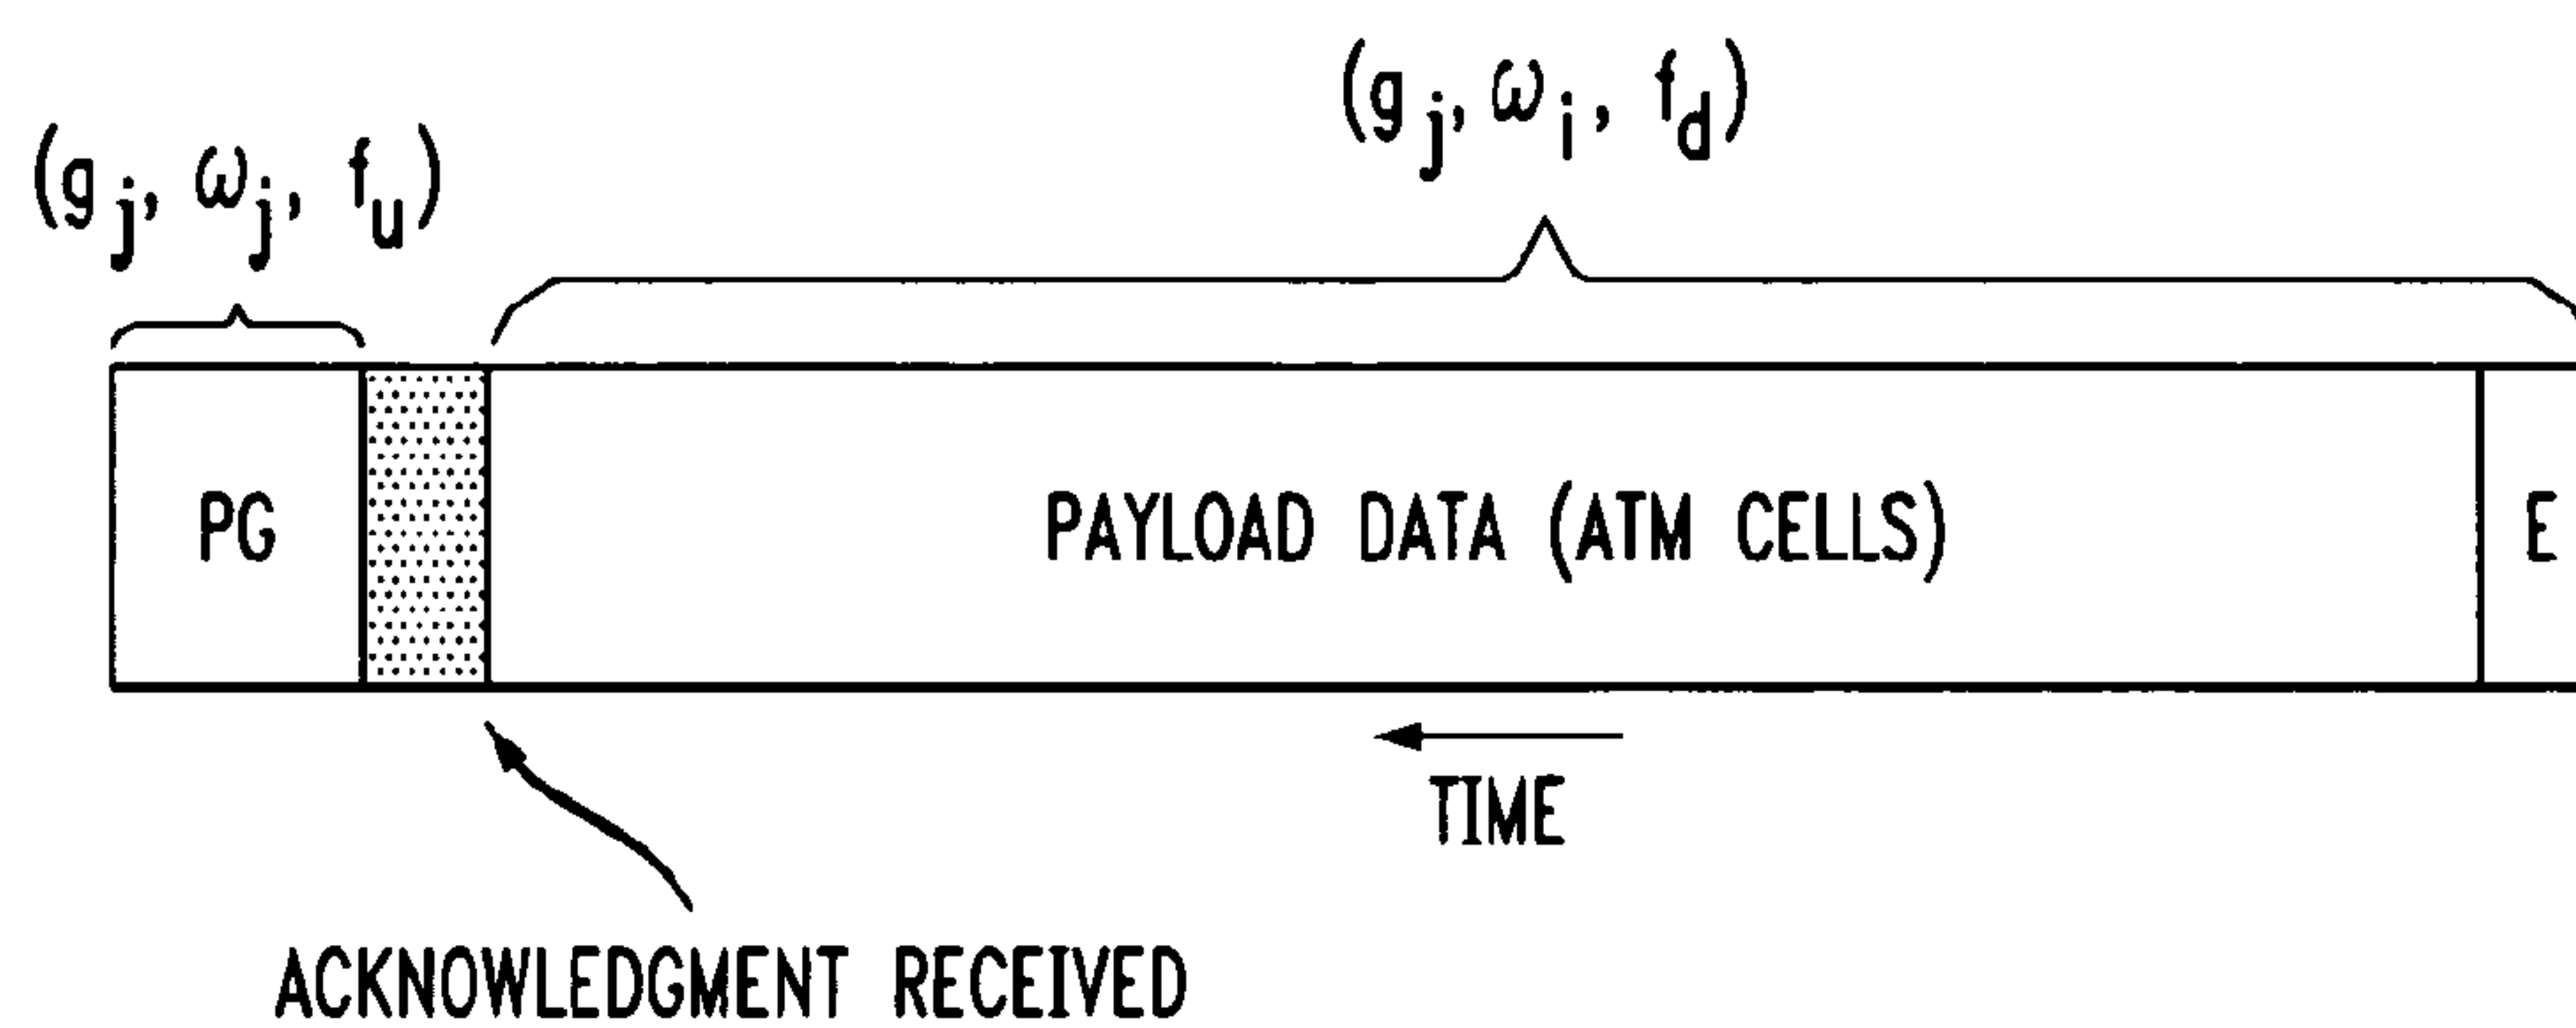 (g_j, ω_i, f_d)
(g_j, ω_j, f_u)
PG
PAYLOAD DATA (ATM CELLS)
E
TIME
ACKNOWLEDGMENT RECEIVED